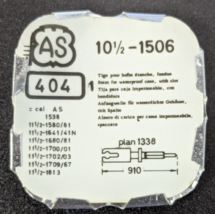 AS
10½-1506
404
1
Tige pour boîte étanche, fendue
Stem for waterproof case, with slot
Tija para caja impermeable, con
hendidura
Aufzugwelle für wasserdichtes Gehäuse,
mit Schlitz
Albero di carica per cassa impermeabile,
spaccato
= cal AS
1538
11½-1580/81
11½-1641/41N
11½-1680/81
11½-1700/01
11½-1702/03
11½-1709/67
11½-1813
plan 1338
910